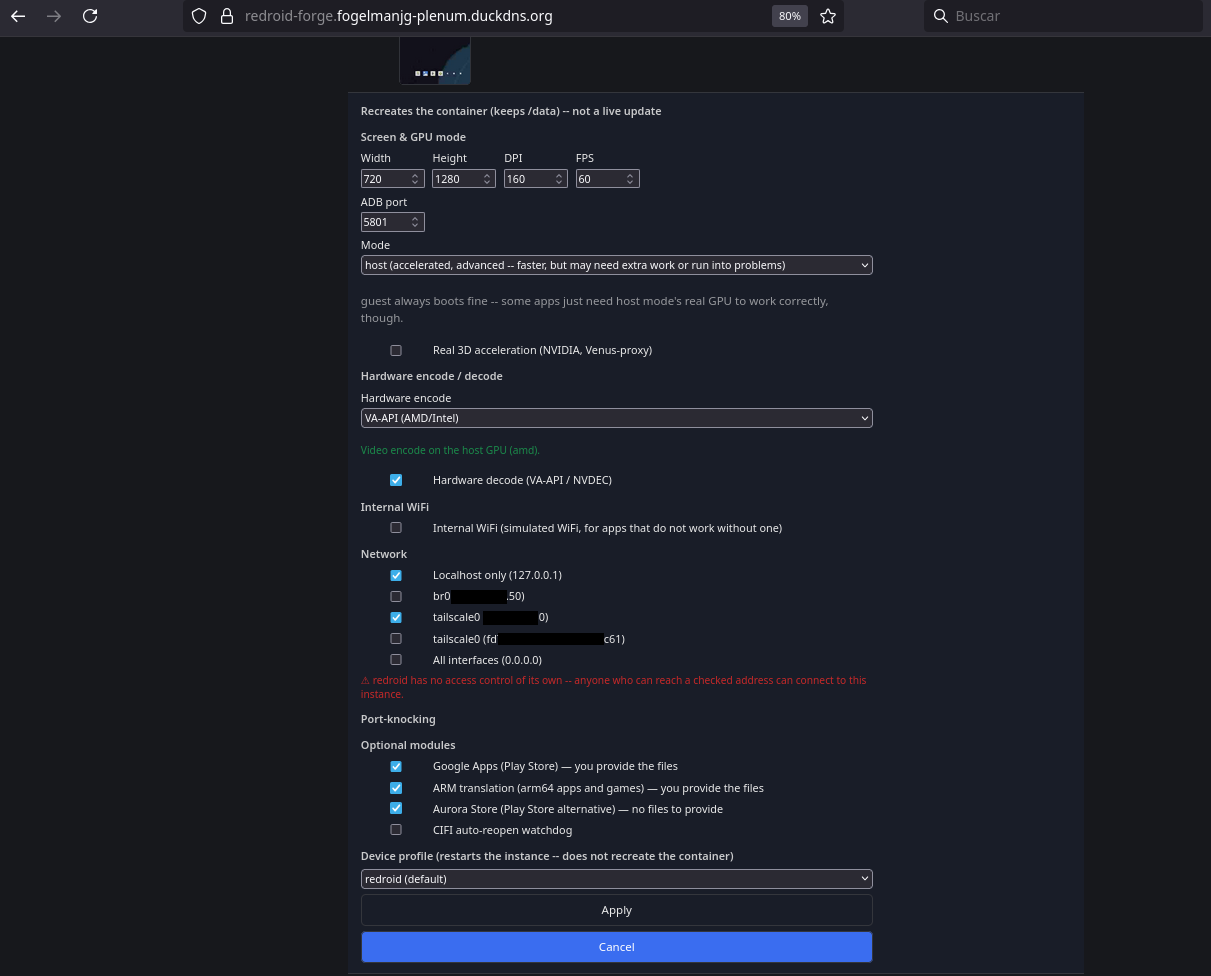 redroid-forge.fogelmanjg-plenum.duckdns.org
80%
Buscar
Recreates the container (keeps /data) -- not a live update
Screen & GPU mode
Width Height DPI FPS
720 1280 160 60
ADB port
5801
Mode
host (accelerated, advanced -- faster, but may need extra work or run into problems)
guest always boots fine -- some apps just need host mode's real GPU to work correctly,
though.
Real 3D acceleration (NVIDIA, Venus-proxy)
Hardware encode / decode
Hardware encode
VA-API (AMD/Intel)
Video encode on the host GPU (amd).
Hardware decode (VA-API / NVDEC)
Internal WiFi
Internal WiFi (simulated WiFi, for apps that do not work without one)
Network
Localhost only (127.0.0.1)
br0 .50)
tailscale0 0)
tailscale0 (fd c61)
All interfaces (0.0.0.0)
⚠ redroid has no access control of its own -- anyone who can reach a checked address can connect to this
instance.
Port-knocking
Optional modules
Google Apps (Play Store) — you provide the files
ARM translation (arm64 apps and games) — you provide the files
Aurora Store (Play Store alternative) — no files to provide
CIFI auto-reopen watchdog
Device profile (restarts the instance -- does not recreate the container)
redroid (default)
Apply
Cancel